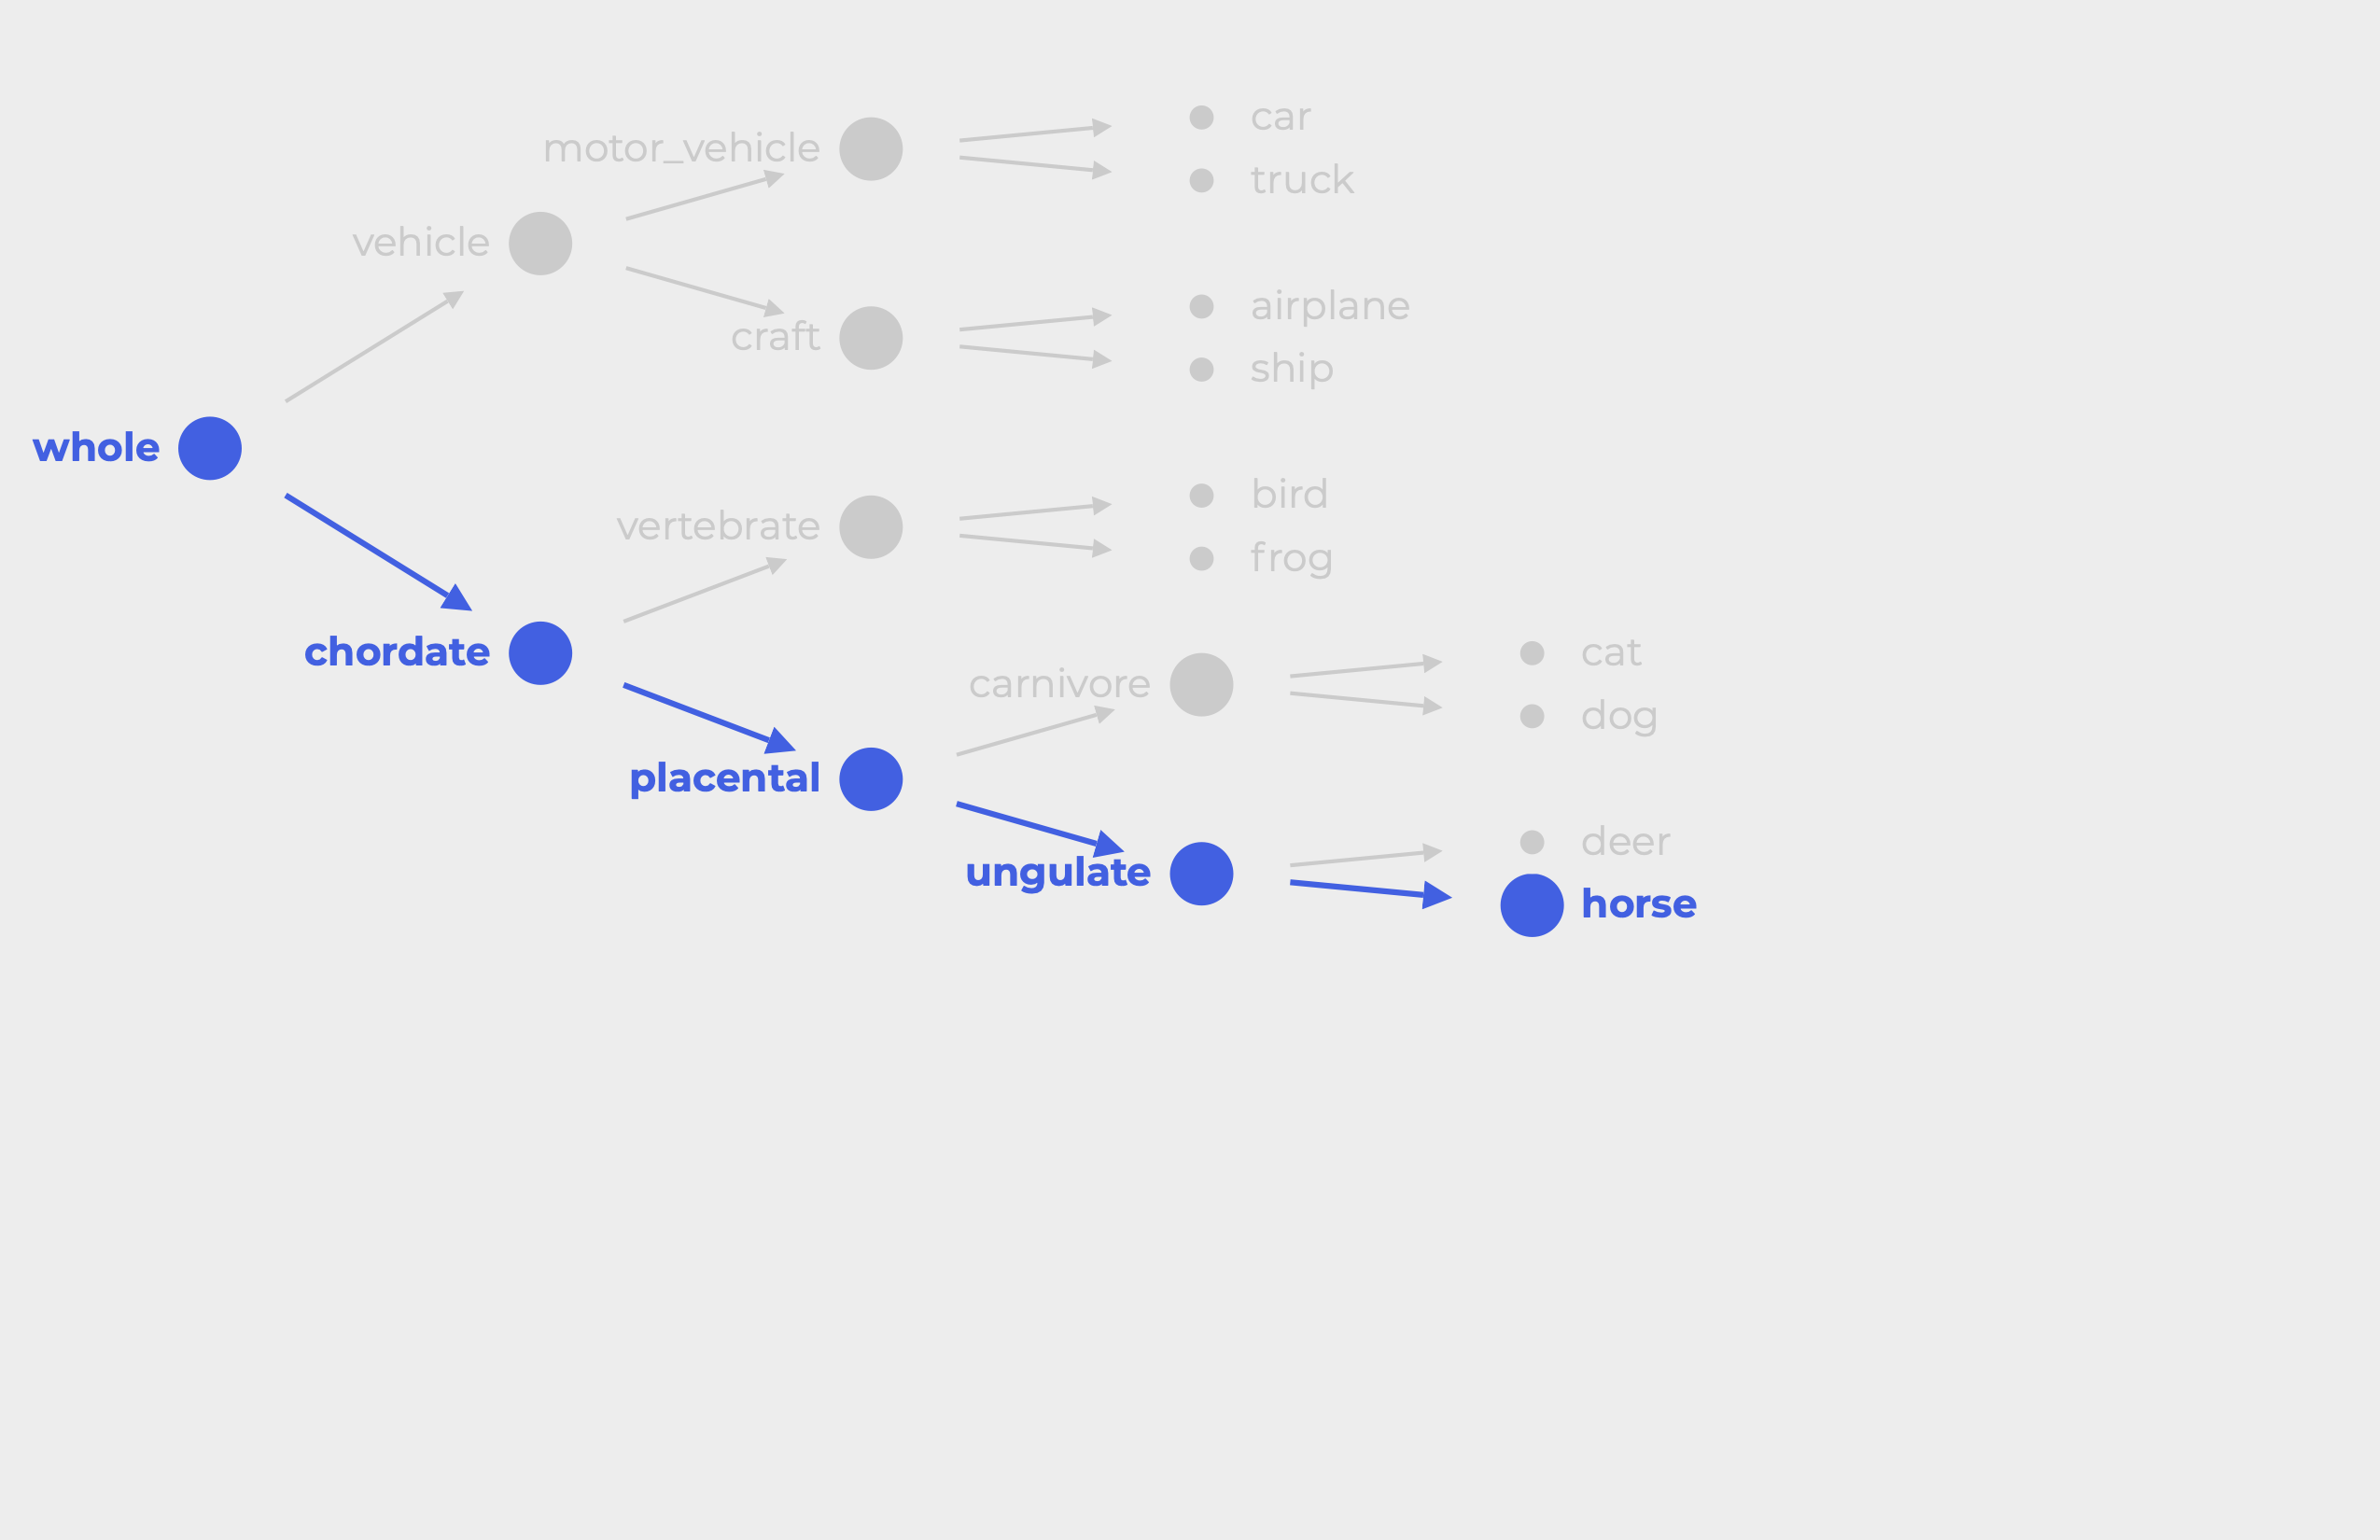 car
motor_vehicle
truck
vehicle
airplane
craft
ship
whole
bird
vertebrate
frog
chordate
cat
carnivore
dog
placental
deer
ungulate
horse